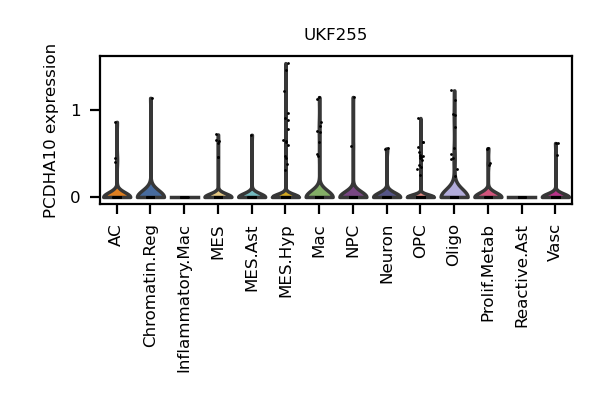 UKF255
PCDHA10 expression
1
0
AC
Chromatin.Reg
Inflammatory.Mac
MES
MES.Ast
MES.Hyp
Mac
NPC
Neuron
OPC
Oligo
Prolif.Metab
Reactive.Ast
Vasc